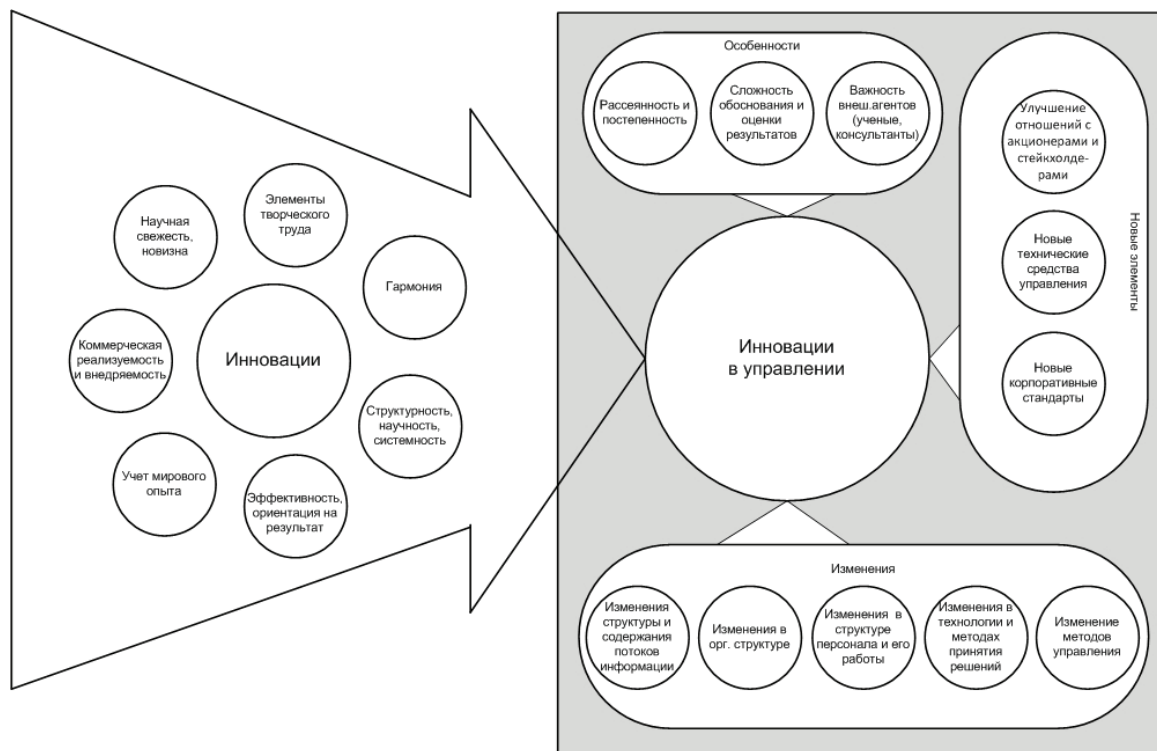 Элементы
творческого
труда
Научная
свежесть,
новизна
Гармония
Коммерческая
реализуемость
и внедряемость
Инновации
Структурность,
научность,
системность
Учет мирового
опыта
Эффективность,
ориентация на
результат
Особенности
Рассеянность и
постепенность
Сложность
обоснования и
оценки
результатов
Важность
внеш.агентов
(ученые,
консультанты)
Инновации
в управлении
Новые элементы
Улучшение
отношений с
акционерами и
стейкхолде-
рами
Новые
технические
средства
управления
Новые
корпоративные
стандарты
Изменения
Изменения
структуры и
содержания
потоков
информации
Изменения в
орг. структуре
Изменения в
структуре
персонала и его
работы
Изменения в
технологии и
методах
принятия
решений
Изменение
методов
управления